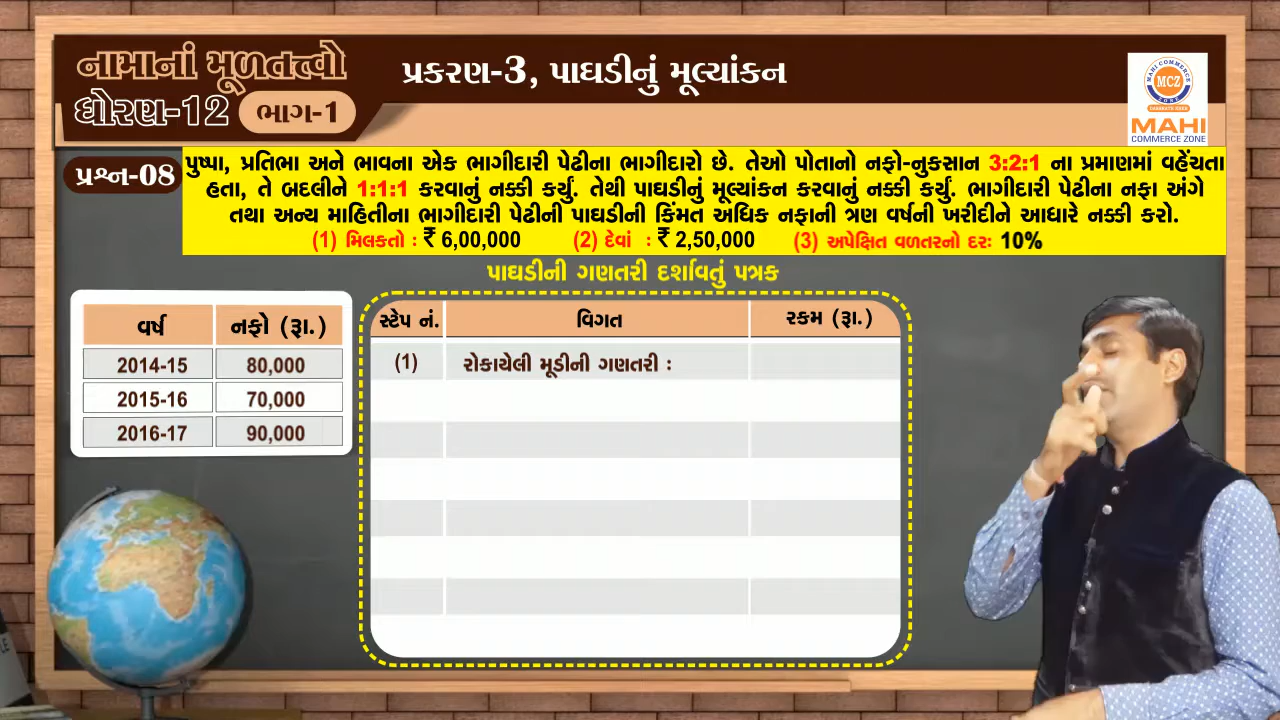 નામાનાં મૂળતત્ત્વો
ધોરણ-12 ભાગ-1
પ્રકરણ-3, પાઘડીનું મૂલ્યાંકન
MAHI COMMERCE ZONE
MCZ
MAHI
COMMERCE ZONE
પ્રશ્ન-08
પુષ્પા, પ્રતિભા અને ભાવના એક ભાગીદારી પેઢીના ભાગીદારો છે. તેઓ પોતાનો નફો-નુકસાન 3:2:1 ના પ્રમાણમાં વહેંચતા
હતા, તે બદલીને 1:1:1 કરવાનું નક્કી કર્યું. તેથી પાઘડીનું મૂલ્યાંકન કરવાનું નક્કી કર્યું. ભાગીદારી પેઢીના નફા અંગે
તથા અન્ય માહિતીના ભાગીદારી પેઢીની પાઘડીની કિંમત અધિક નફાની ત્રણ વર્ષની ખરીદીને આધારે નક્કી કરો.
(1) મિલકતો : ₹ 6,00,000 (2) દેવાં : ₹ 2,50,000 (3) અપેક્ષિત વળતરનો દરઃ 10%
પાઘડીની ગણતરી દર્શાવતું પત્રક
વર્ષ નફો (રૂા.)
2014-15 80,000
2015-16 70,000
2016-17 90,000
સ્ટેપ નં. વિગત રકમ (રૂા.)
(1) રોકાયેલી મૂડીની ગણતરી :